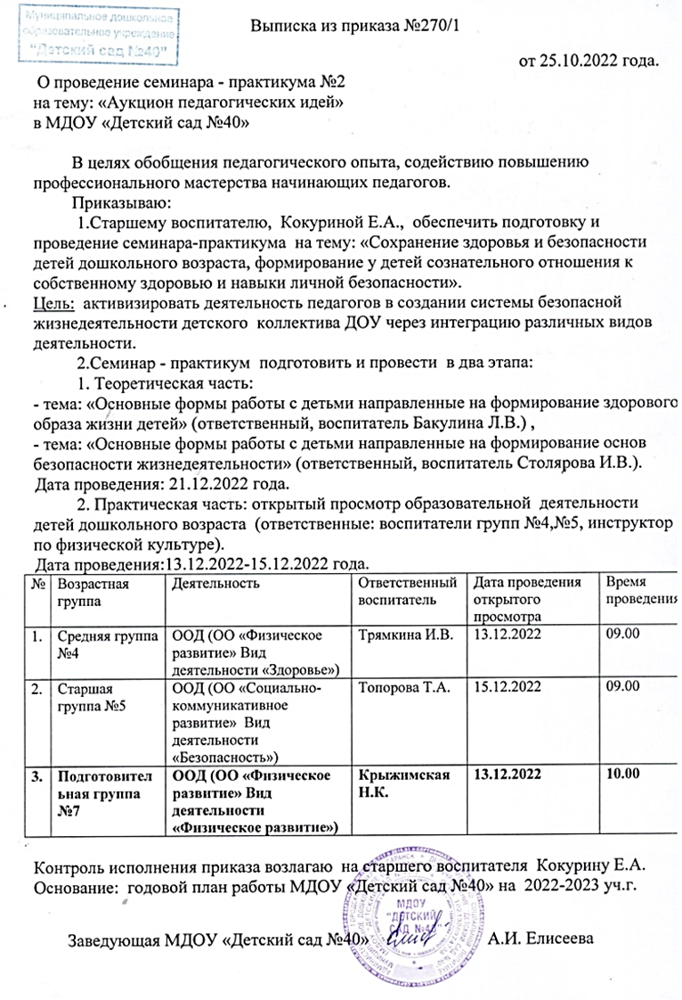 Муниципальное дошкольное
образовательное учреждение
"Детский сад №40"
Выписка из приказа №270/1
от 25.10.2022 года.
О проведение семинара - практикума №2
на тему: «Аукцион педагогических идей»
в МДОУ «Детский сад №40»
В целях обобщения педагогического опыта, содействию повышению
профессионального мастерства начинающих педагогов.
Приказываю:
1.Старшему воспитателю, Кокуриной Е.А., обеспечить подготовку и
проведение семинара-практикума на тему: «Сохранение здоровья и безопасности
детей дошкольного возраста, формирование у детей сознательного отношения к
собственному здоровью и навыки личной безопасности».
Цель: активизировать деятельность педагогов в создании системы безопасной
жизнедеятельности детского коллектива ДОУ через интеграцию различных видов
деятельности.
2.Семинар - практикум подготовить и провести в два этапа:
1. Теоретическая часть:
- тема: «Основные формы работы с детьми направленные на формирование здорового
образа жизни детей» (ответственный, воспитатель Бакулина Л.В.) ,
- тема: «Основные формы работы с детьми направленные на формирование основ
безопасности жизнедеятельности» (ответственный, воспитатель Столярова И.В.).
Дата проведения: 21.12.2022 года.
2. Практическая часть: открытый просмотр образовательной деятельности
детей дошкольного возраста (ответственные: воспитатели групп №4,№5, инструктор
по физической культуре).
Дата проведения:13.12.2022-15.12.2022 года.
№ Возрастная группа Деятельность Ответственный воспитатель Дата проведения открытого просмотра Время проведения
1. Средняя группа №4 ООД (ОО «Физическое развитие» Вид деятельности «Здоровье») Трямкина И.В. 13.12.2022 09.00
2. Старшая группа №5 ООД (ОО «Социально-коммуникативное развитие» Вид деятельности «Безопасность») Топорова Т.А. 15.12.2022 09.00
3. Подготовительная группа №7 ООД (ОО «Физическое развитие» Вид деятельности «Физическое развитие») Крыжимская Н.К. 13.12.2022 10.00
Контроль исполнения приказа возлагаю на старшего воспитателя Кокурину Е.А.
Основание: годовой план работы МДОУ «Детский сад №40» на 2022-2023 уч.г.
МДОУ
"ДЕТСКИЙ
САД №40"
Заведующая МДОУ «Детский сад №40» А.И. Елисеева